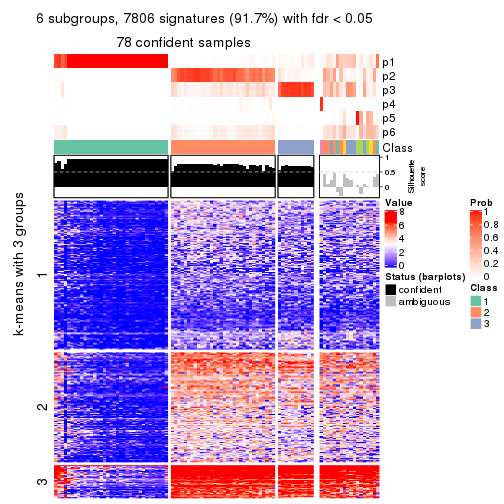 6 subgroups, 7806 signatures (91.7%) with fdr < 0.05
78 confident samples
p1
p2
p3
p4
p5
p6
Class
1
0.5
0
Silhouette
score
k-means with 3 groups
1
2
3
Value
8
6
4
2
0
Status (barplots)
confident
ambiguous
Prob
1
0.8
0.6
0.4
0.2
0
Class
1
2
3